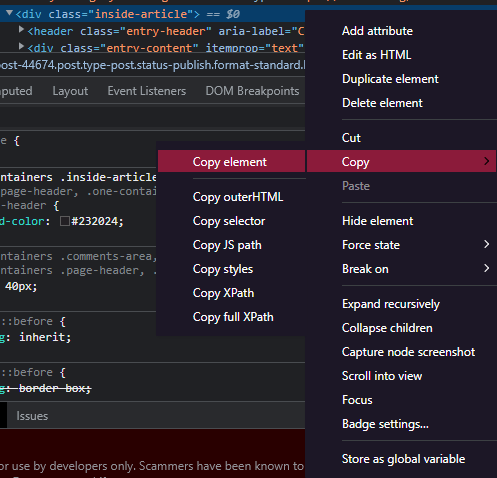 <div class="inside-article"> == $0
<header class="entry-header" aria-label="C
<div class="entry-content" itemprop="text"
post-44674.post.type-post.status-publish.format-standard.
mputed Layout Event Listeners DOM Breakpoints
e {
ntainers .inside-article
page-header, .one-contai
-header {
d-color: #232024;
ntainers .comments-area,
ntainers .page-header, .
40px;
::before {
g: inherit;
::before {
g: border-box;
Issues
or use by developers only. Scammers have been known to
Copy element
Copy outerHTML
Copy selector
Copy JS path
Copy styles
Copy XPath
Copy full XPath
Add attribute
Edit as HTML
Duplicate element
Delete element
Cut
Copy
Paste
Hide element
Force state
Break on
Expand recursively
Collapse children
Capture node screenshot
Scroll into view
Focus
Badge settings...
Store as global variable